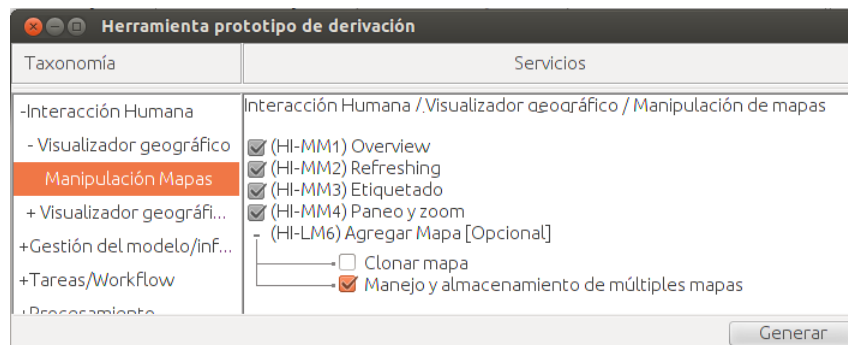 Herramienta prototipo de derivación
Taxonomía
Servicios
-Interacción Humana
- Visualizador geográfico
Manipulación Mapas
+ Visualizador geográfi...
+Gestión del modelo/inf...
+Tareas/Workflow
+Procesamiento
Interacción Humana / Visualizador geográfico / Manipulación de mapas
(HI-MM1) Overview
(HI-MM2) Refreshing
(HI-MM3) Etiquetado
(HI-MM4) Paneo y zoom
- (HI-LM6) Agregar Mapa [Opcional]
Clonar mapa
Manejo y almacenamiento de múltiples mapas
Generar